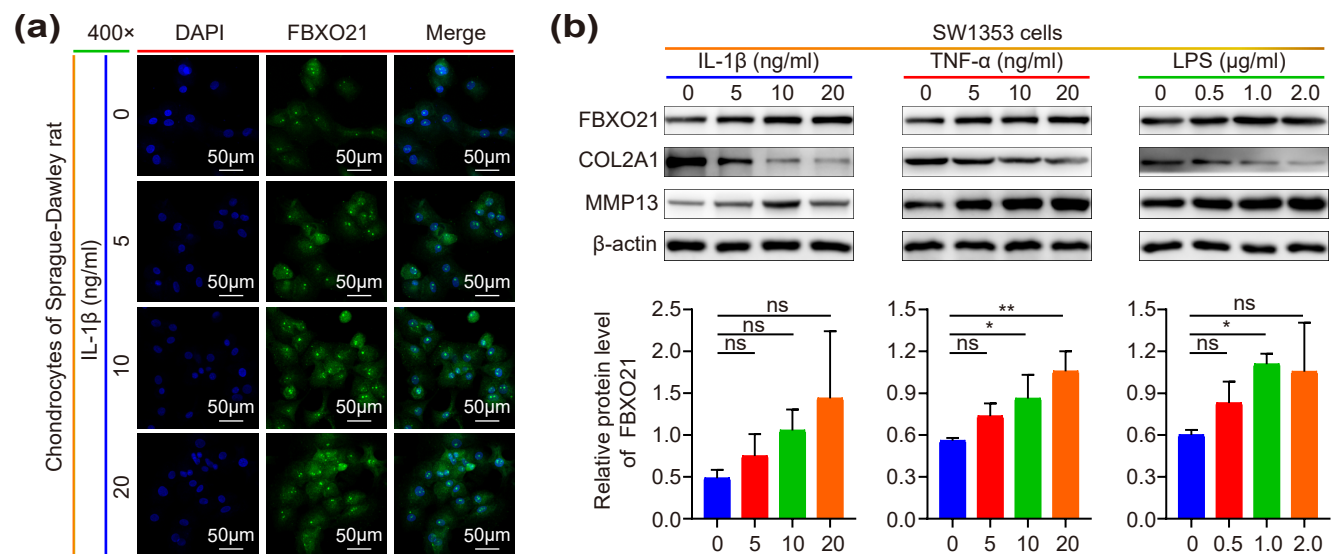 (a)
400×
DAPI
FBXO21
Merge
Chondrocytes of Sprague-Dawley rat
IL-1β (ng/ml)
0
50μm
50μm
50μm
5
50μm
50μm
50μm
10
50μm
50μm
50μm
20
50μm
50μm
50μm
(b)
SW1353 cells
IL-1β (ng/ml)
TNF-α (ng/ml)
LPS (μg/ml)
0 5 10 20
0 5 10 20
0 0.5 1.0 2.0
FBXO21
COL2A1
MMP13
β-actin
Relative protein level
of FBXO21
2.5
2.0
1.5
1.0
0.5
0.0
ns
ns
ns
0 5 10 20
1.5
1.2
0.9
0.6
0.3
0.0
**
*
ns
0 5 10 20
1.5
1.2
0.9
0.6
0.3
0.0
ns
*
ns
0 0.5 1.0 2.0